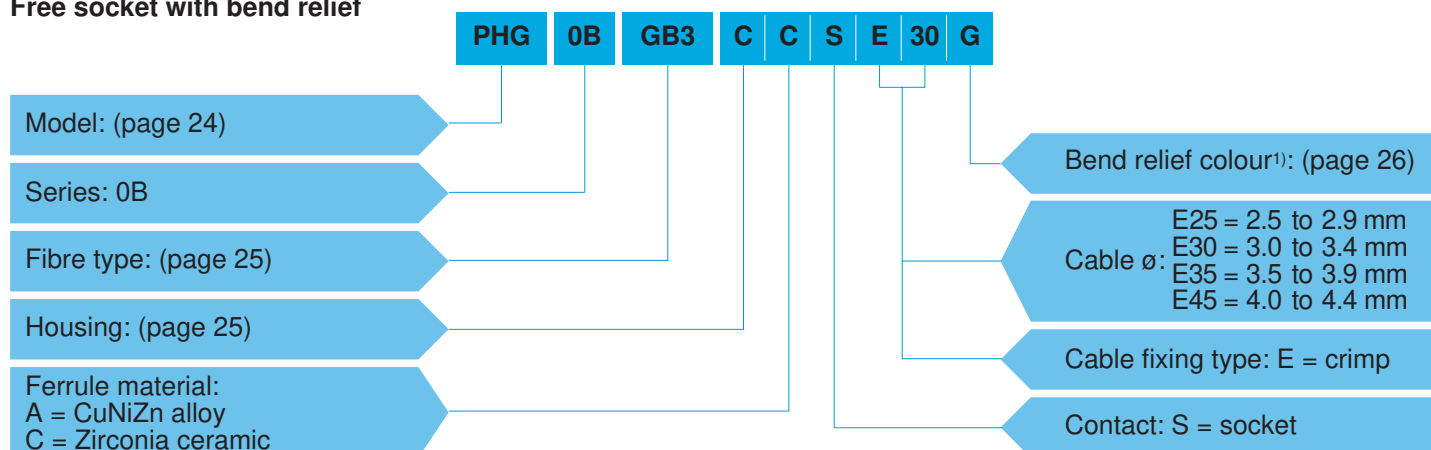 Free socket with bend relief
PHG 0B GB3 C C S E 30 G
Model: (page 24)
Series: 0B
Fibre type: (page 25)
Housing: (page 25)
Ferrule material:
A = CuNiZn alloy
C = Zirconia ceramic
Bend relief colour¹⁾: (page 26)
Cable ø:
E25 = 2.5 to 2.9 mm
E30 = 3.0 to 3.4 mm
E35 = 3.5 to 3.9 mm
E45 = 4.0 to 4.4 mm
Cable fixing type: E = crimp
Contact: S = socket